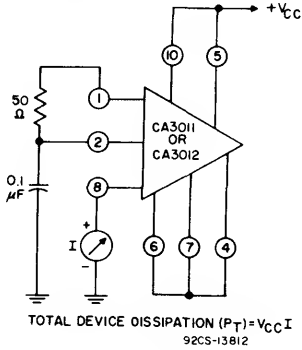 +VCC
10
5
50
Ω
1
CA3011
OR
CA3012
2
0.1
μF
8
+
I
-
6
7
4
TOTAL DEVICE DISSIPATION (PT)=VCC I
92CS-13812